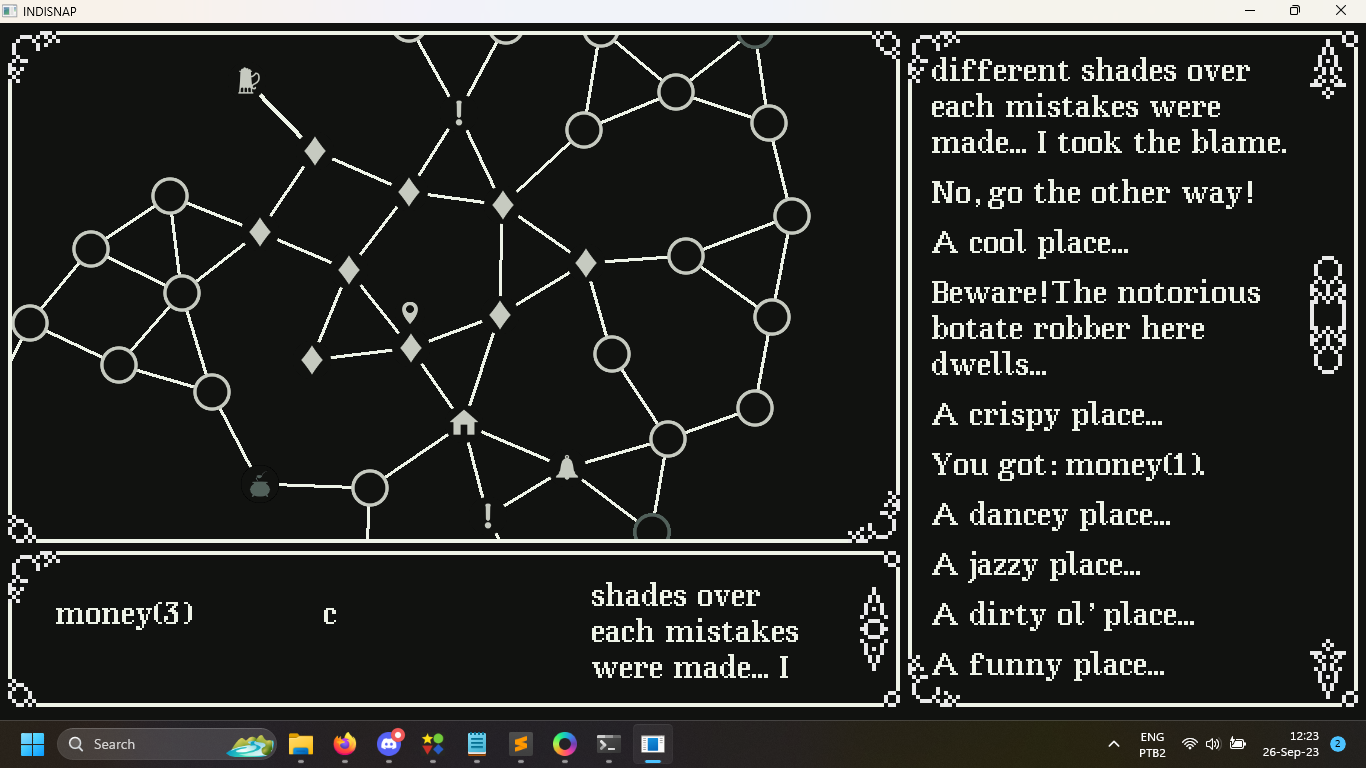 INDISNAP
different shades over
each mistakes were
made... I took the blame.
No, go the other way!
A cool place...
Beware! The notorious
botate robber here
dwells...
A crispy place...
You got: money(1).
A dancey place...
A jazzy place...
A dirty ol' place...
A funny place...
!
!
money(3)
c
shades over
each mistakes
were made... I
Search
ENG
PTB2
12:23
26-Sep-23
2